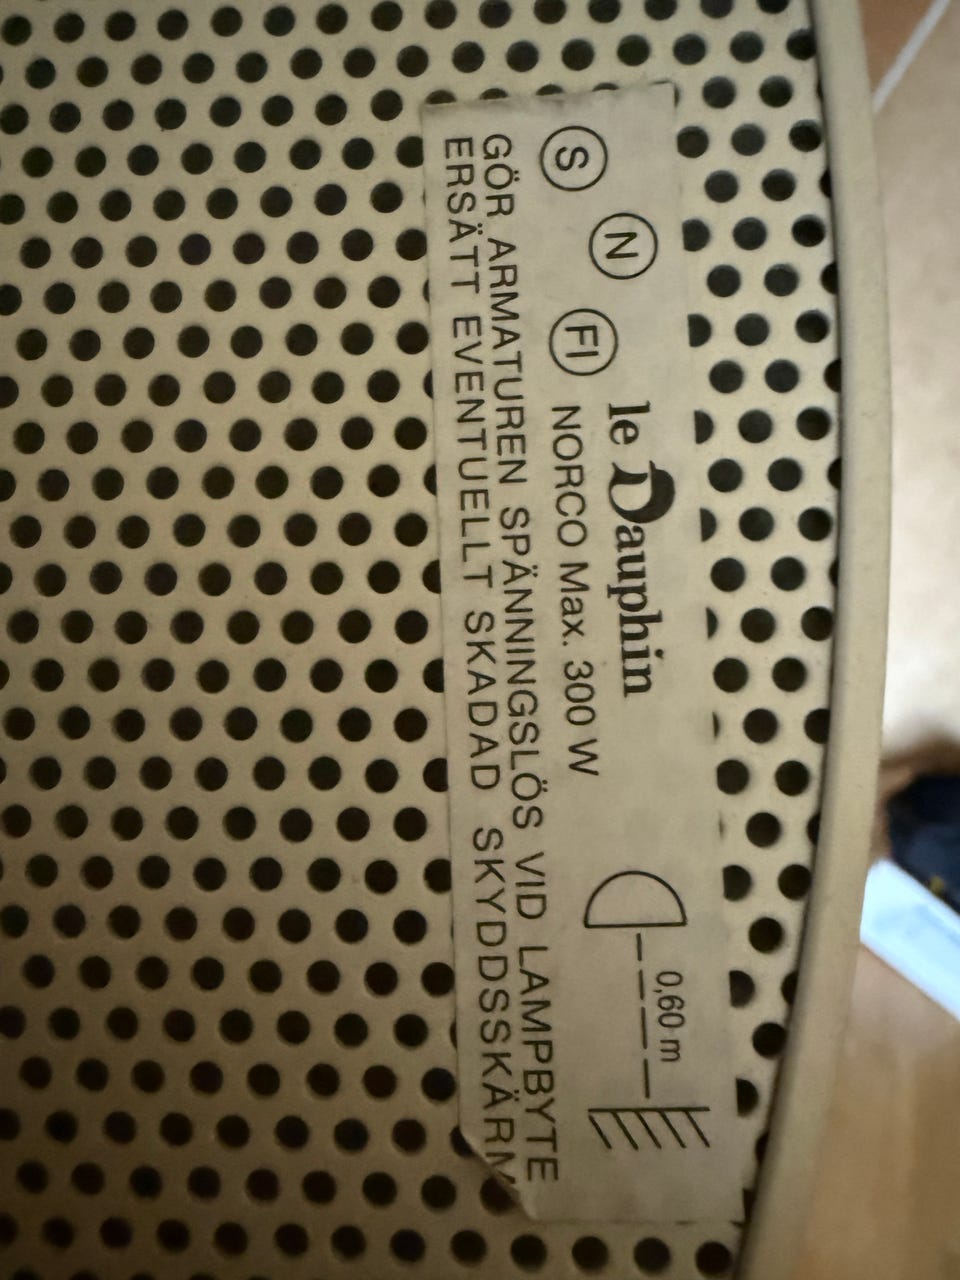 le Dauphin
Ⓢ Ⓝ FI NORCO Max. 300 W
0,60 m
GÖR ARMATUREN SPÄNNINGSLÖS VID LAMPBYTE
ERSÄTT EVENTUELLT SKADAD SKYDDSSKÄRM